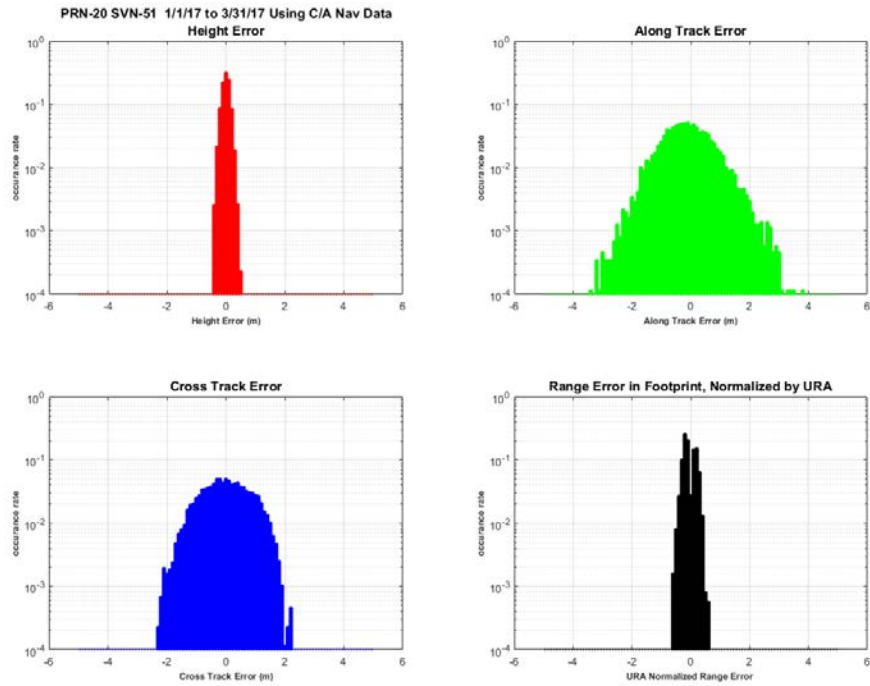 PRN-20 SVN-51 1/1/17 to 3/31/17 Using C/A Nav Data
Height Error
10^0
10^-1
10^-2
10^-3
10^-4
occurance rate
-6 -4 -2 0 2 4 6
Height Error (m)
Along Track Error
10^0
10^-1
10^-2
10^-3
10^-4
occurance rate
-6 -4 -2 0 2 4 6
Along Track Error (m)
Cross Track Error
10^0
10^-1
10^-2
10^-3
10^-4
occurance rate
-6 -4 -2 0 2 4 6
Cross Track Error (m)
Range Error in Footprint, Normalized by URA
10^0
10^-1
10^-2
10^-3
10^-4
occurance rate
-6 -4 -2 0 2 4 6
URA Normalized Range Error